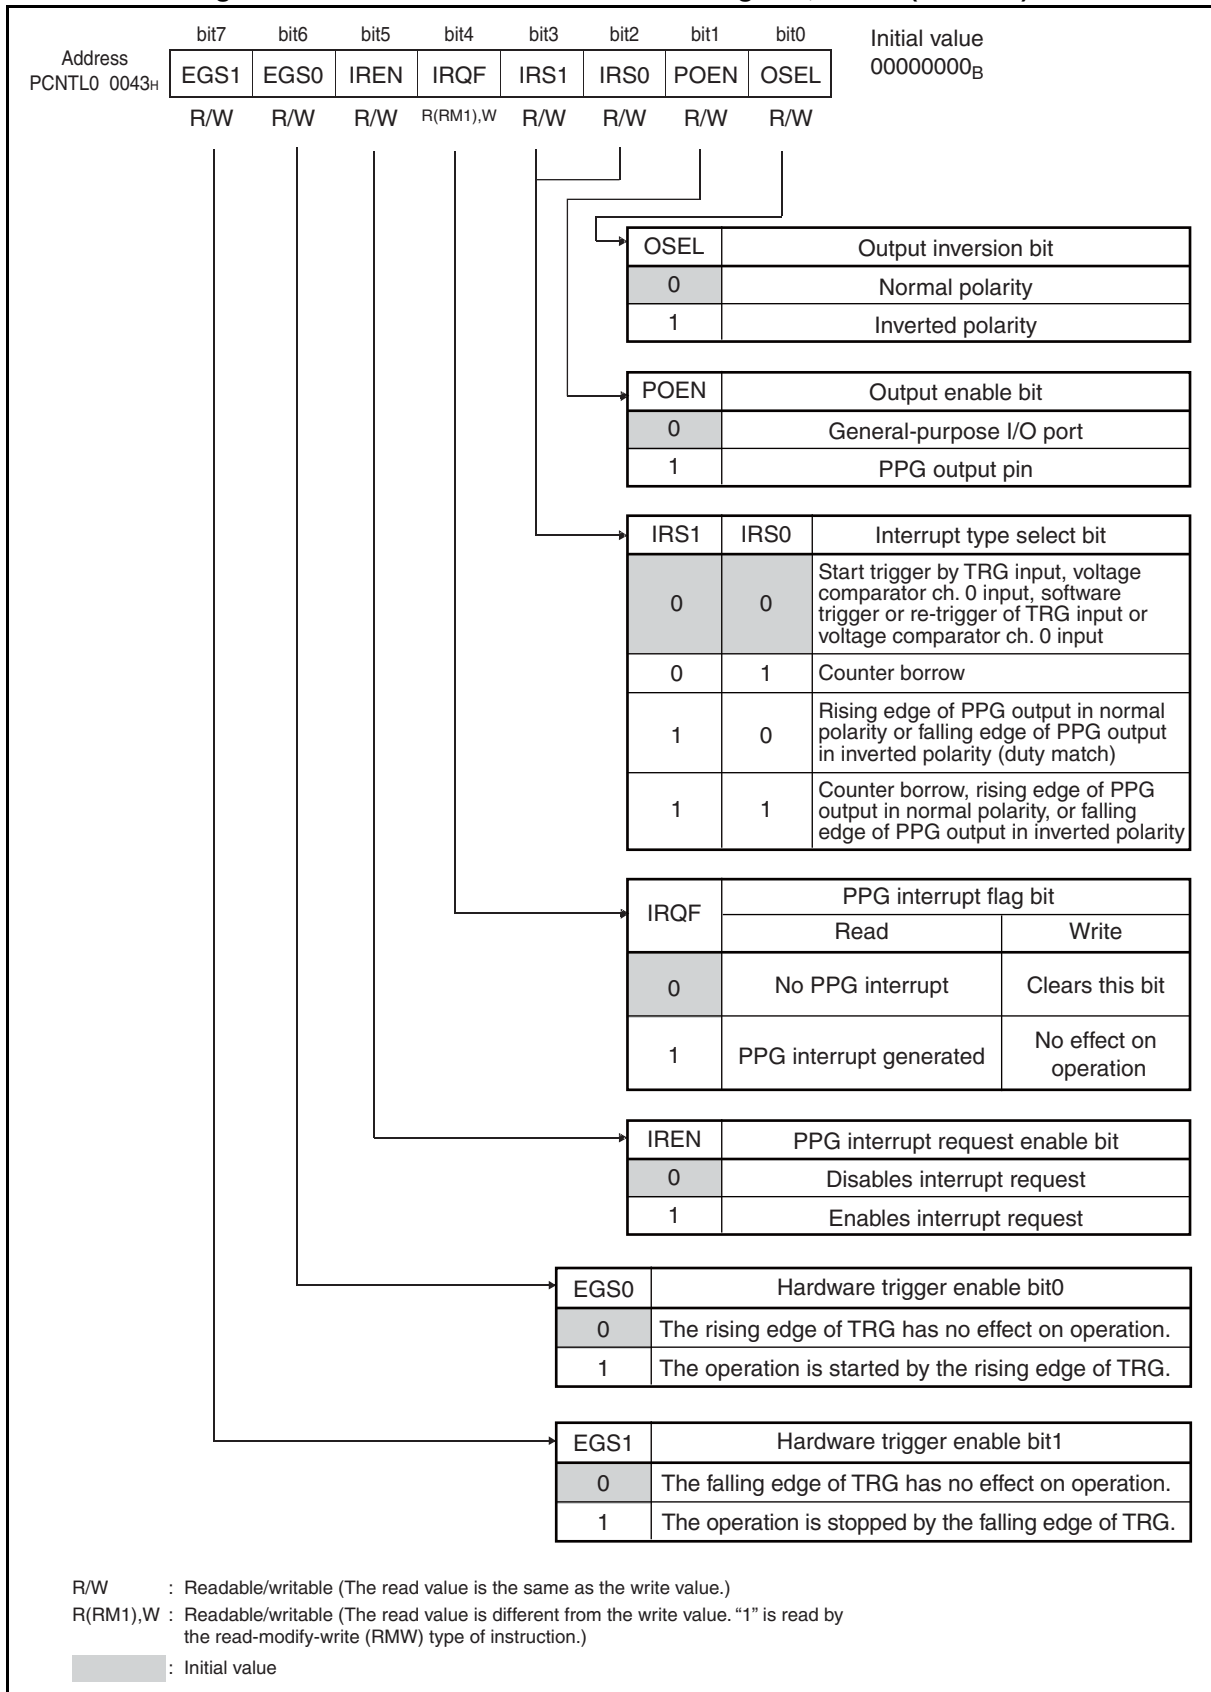 bit7 bit6 bit5 bit4 bit3 bit2 bit1 bit0 Initial value
Address
PCNTL0 0043H EGS1 EGS0 IREN IRQF IRS1 IRS0 POEN OSEL 00000000B
R/W R/W R/W R(RM1),W R/W R/W R/W R/W
OSEL Output inversion bit
0 Normal polarity
1 Inverted polarity
POEN Output enable bit
0 General-purpose I/O port
1 PPG output pin
IRS1 IRS0 Interrupt type select bit
0 0 Start trigger by TRG input, voltage
comparator ch. 0 input, software
trigger or re-trigger of TRG input or
voltage comparator ch. 0 input
0 1 Counter borrow
1 0 Rising edge of PPG output in normal
polarity or falling edge of PPG output
in inverted polarity (duty match)
1 1 Counter borrow, rising edge of PPG
output in normal polarity, or falling
edge of PPG output in inverted polarity
IRQF PPG interrupt flag bit
Read Write
0 No PPG interrupt Clears this bit
1 PPG interrupt generated No effect on
operation
IREN PPG interrupt request enable bit
0 Disables interrupt request
1 Enables interrupt request
EGS0 Hardware trigger enable bit0
0 The rising edge of TRG has no effect on operation.
1 The operation is started by the rising edge of TRG.
EGS1 Hardware trigger enable bit1
0 The falling edge of TRG has no effect on operation.
1 The operation is stopped by the falling edge of TRG.
R/W : Readable/writable (The read value is the same as the write value.)
R(RM1),W : Readable/writable (The read value is different from the write value. “1” is read by
the read-modify-write (RMW) type of instruction.)
: Initial value